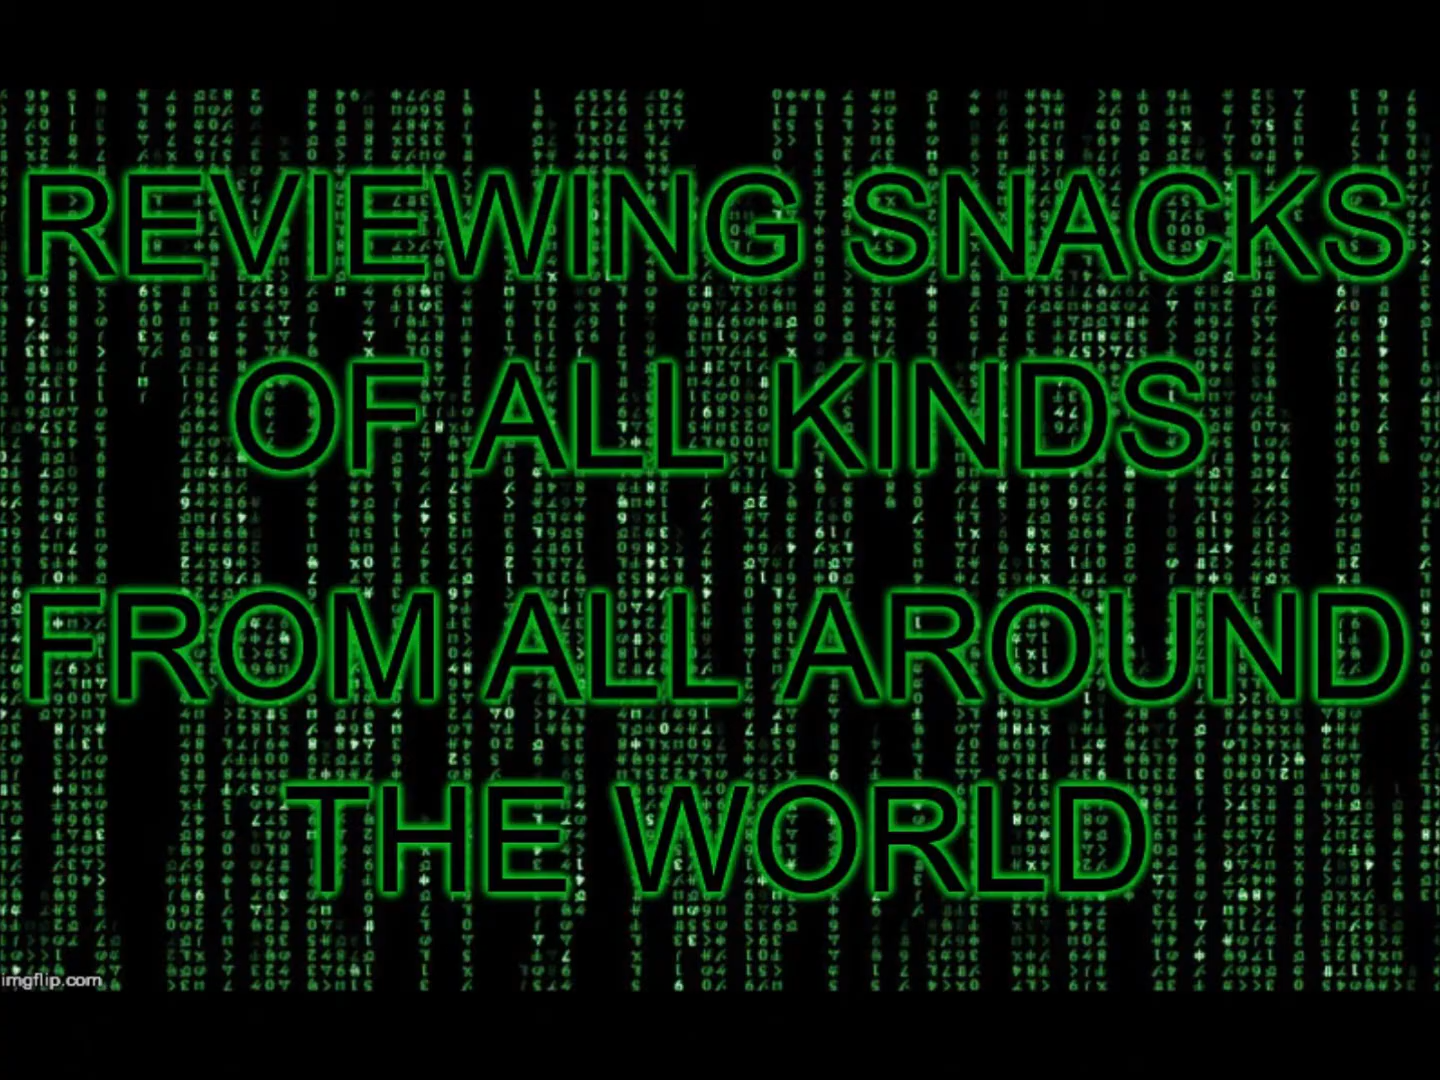 REVIEWING SNACKS
OF ALL KINDS
FROM ALL AROUND
THE WORLD
imgflip.com